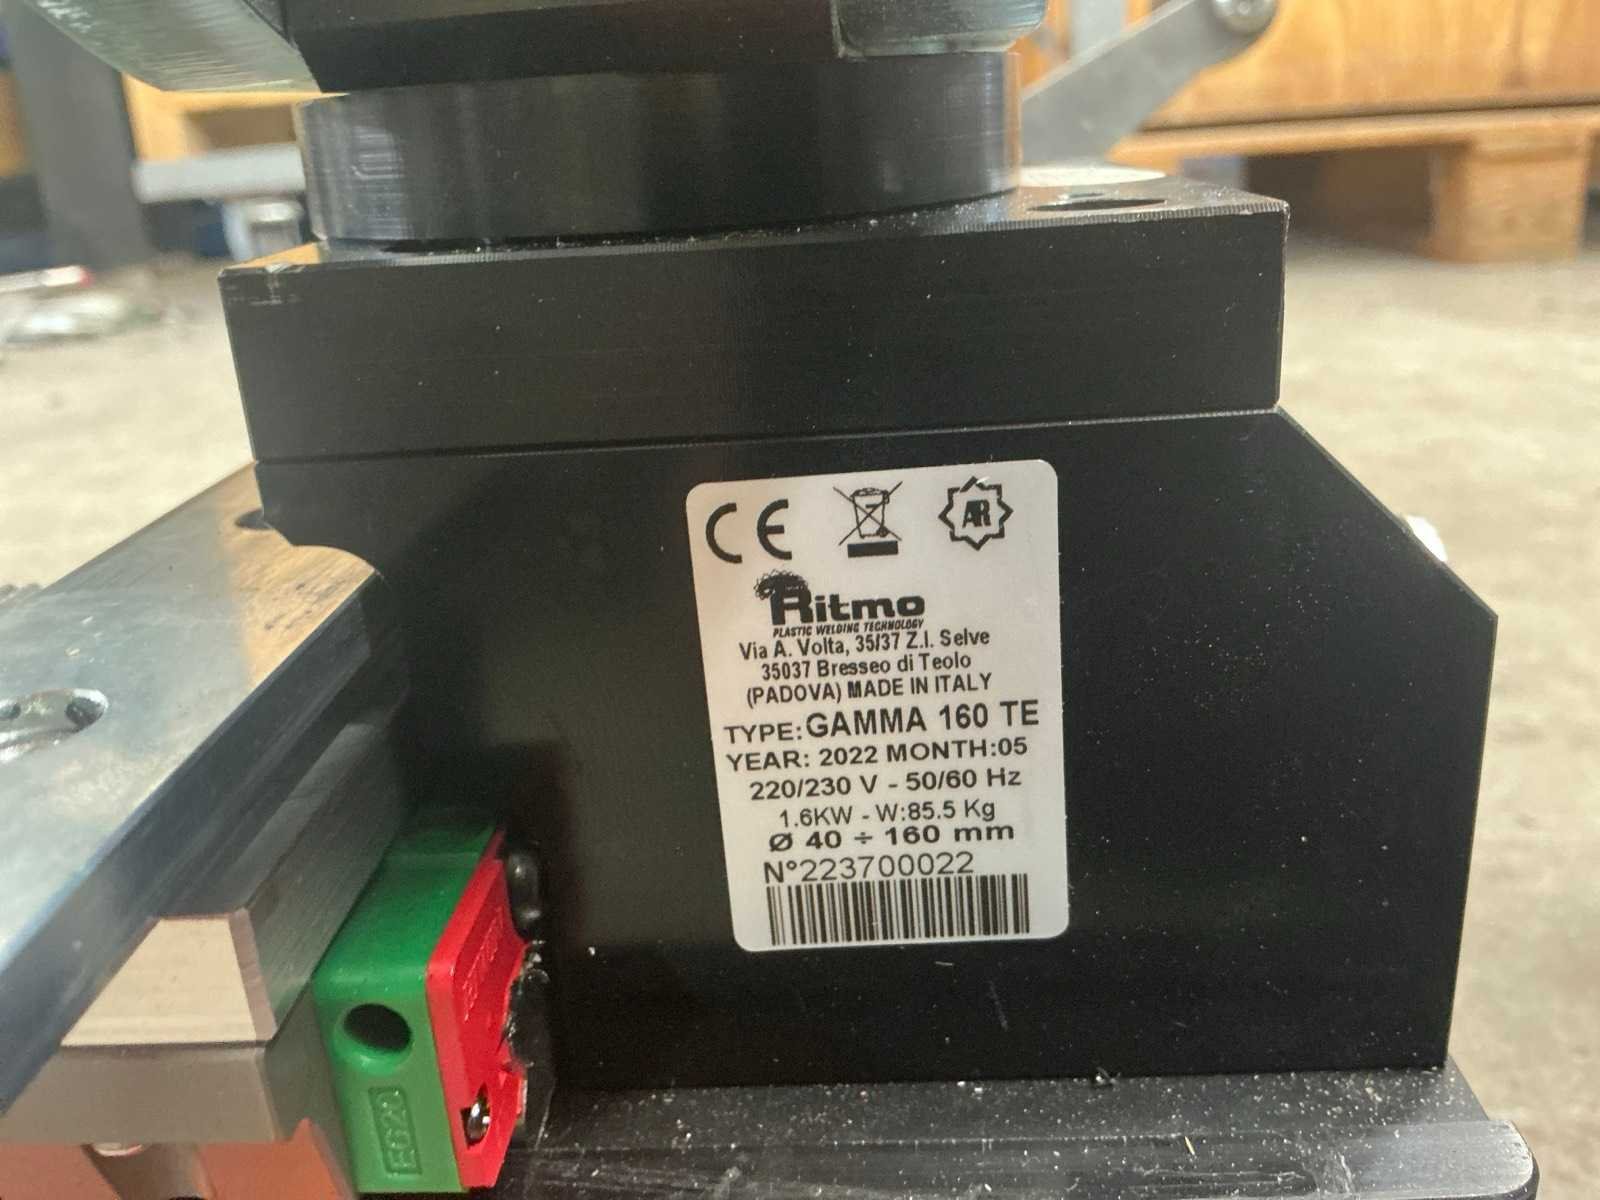 CE
AR
Ritmo
PLASTIC WELDING TECHNOLOGY
Via A. Volta, 35/37 Z.I. Selve
35037 Bresseo di Teolo
(PADOVA) MADE IN ITALY
TYPE: GAMMA 160 TE
YEAR: 2022 MONTH:05
220/230 V - 50/60 Hz
1.6KW - W:85.5 Kg
Ø 40 ÷ 160 mm
N°223700022
EG20